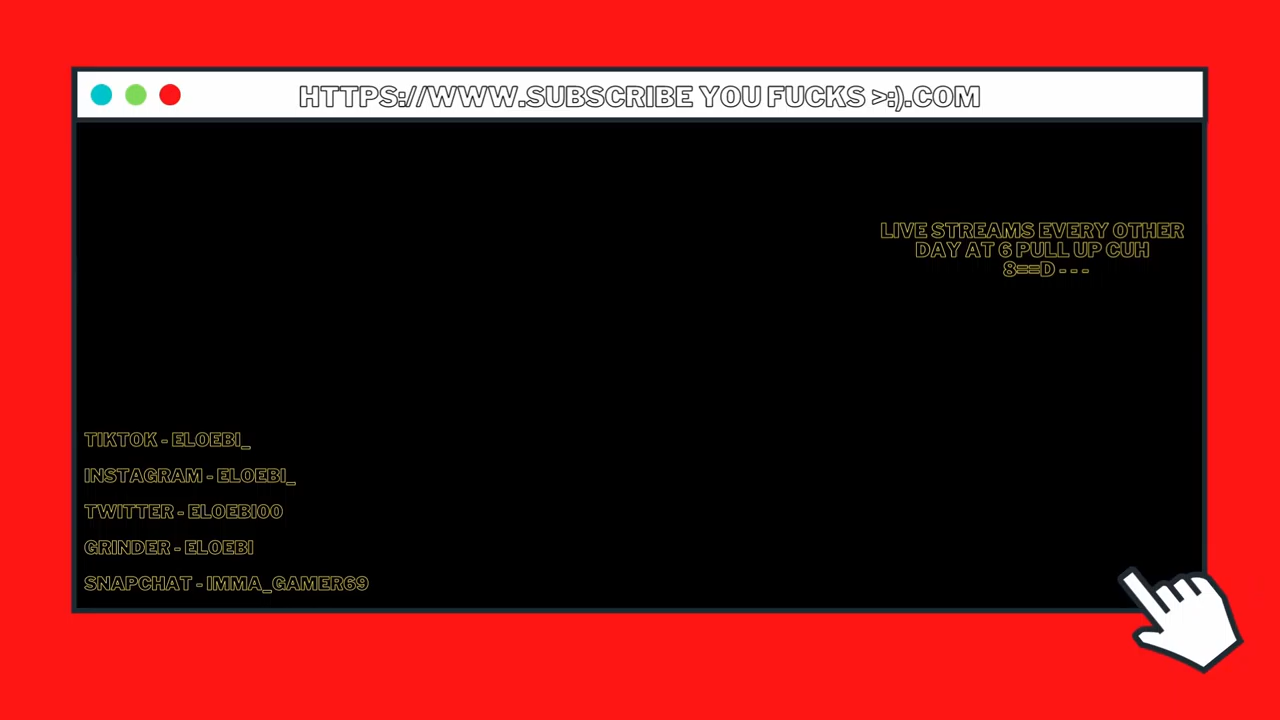 HTTPS://WWW.SUBSCRIBE YOU FUCKS >:).COM
LIVE STREAMS EVERY OTHER
DAY AT 6 PULL UP CUH
8==D - - -
TIKTOK - ELOEBI_
INSTAGRAM - ELOEBI_
TWITTER - ELOEBI00
GRINDER - ELOEBI
SNAPCHAT - IMMA_GAMER69